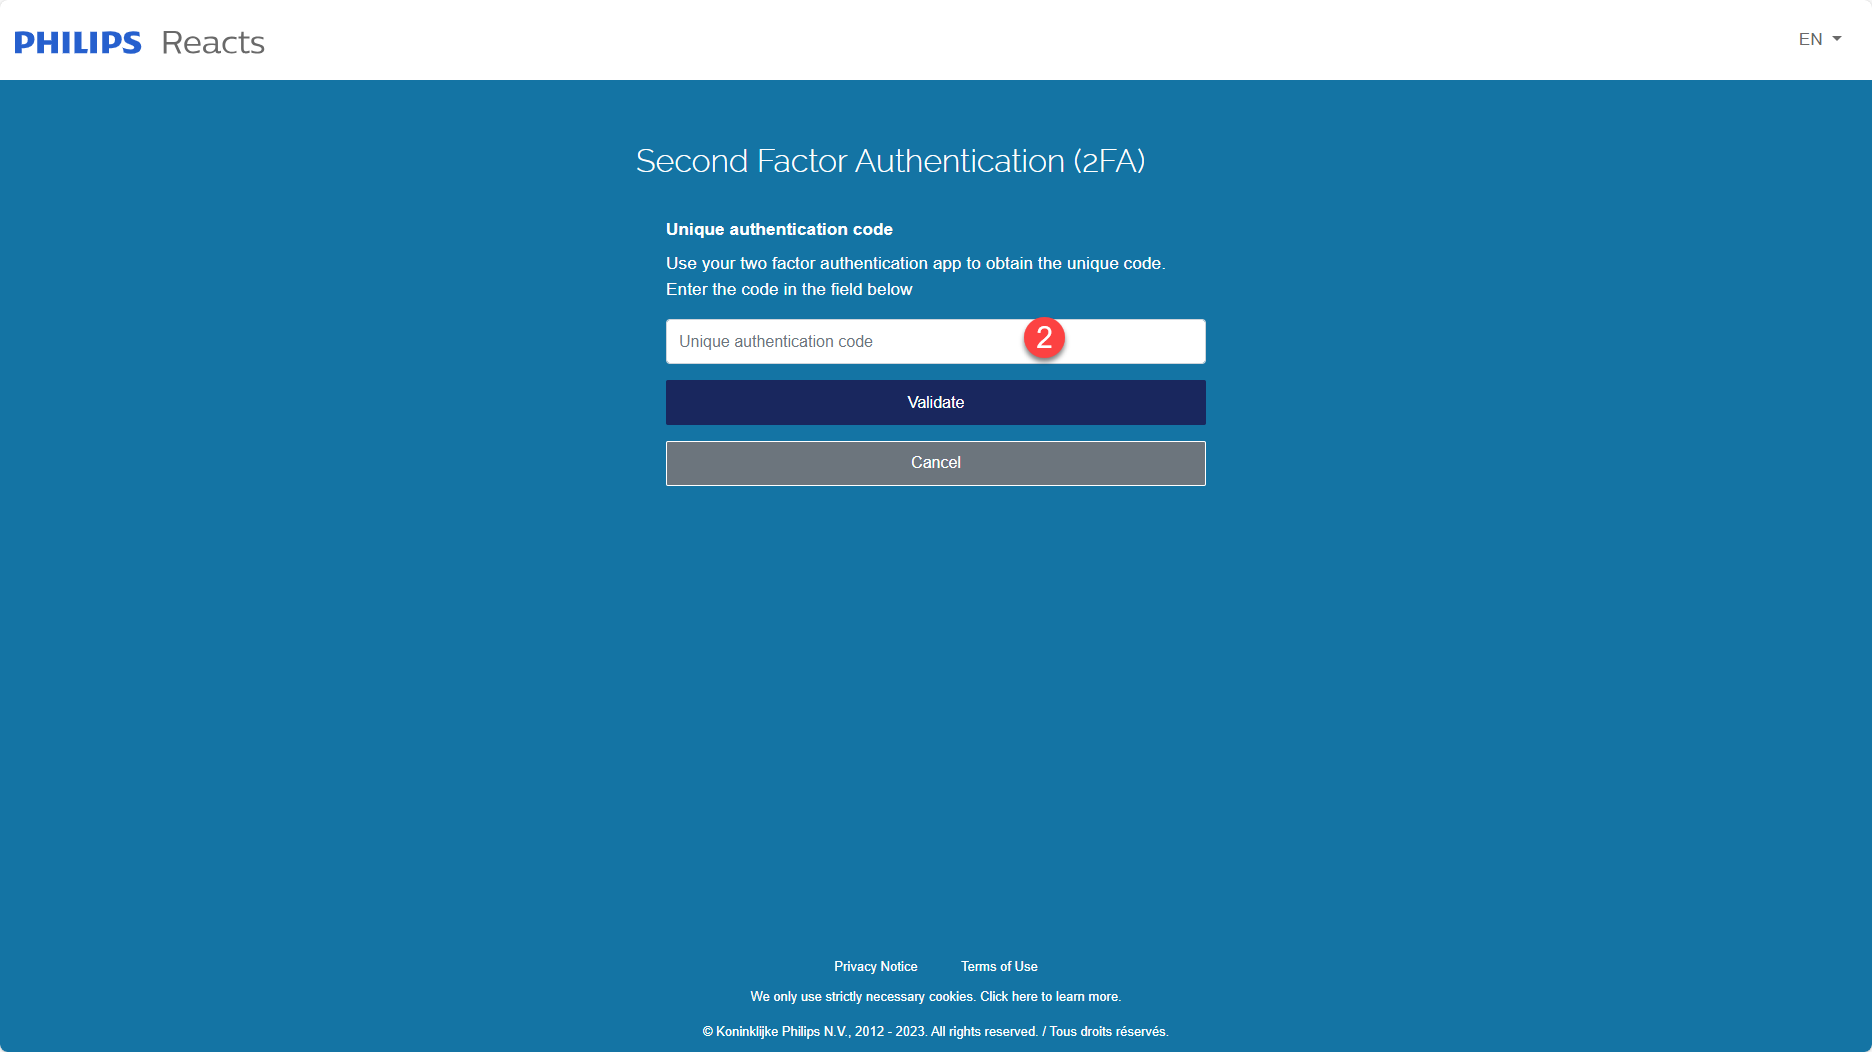 PHILIPS Reacts
EN
Second Factor Authentication (2FA)
Unique authentication code
Use your two factor authentication app to obtain the unique code.
Enter the code in the field below
Unique authentication code
2
Validate
Cancel
Privacy Notice Terms of Use
We only use strictly necessary cookies. Click here to learn more.
© Koninklijke Philips N.V., 2012 - 2023. All rights reserved. / Tous droits réservés.